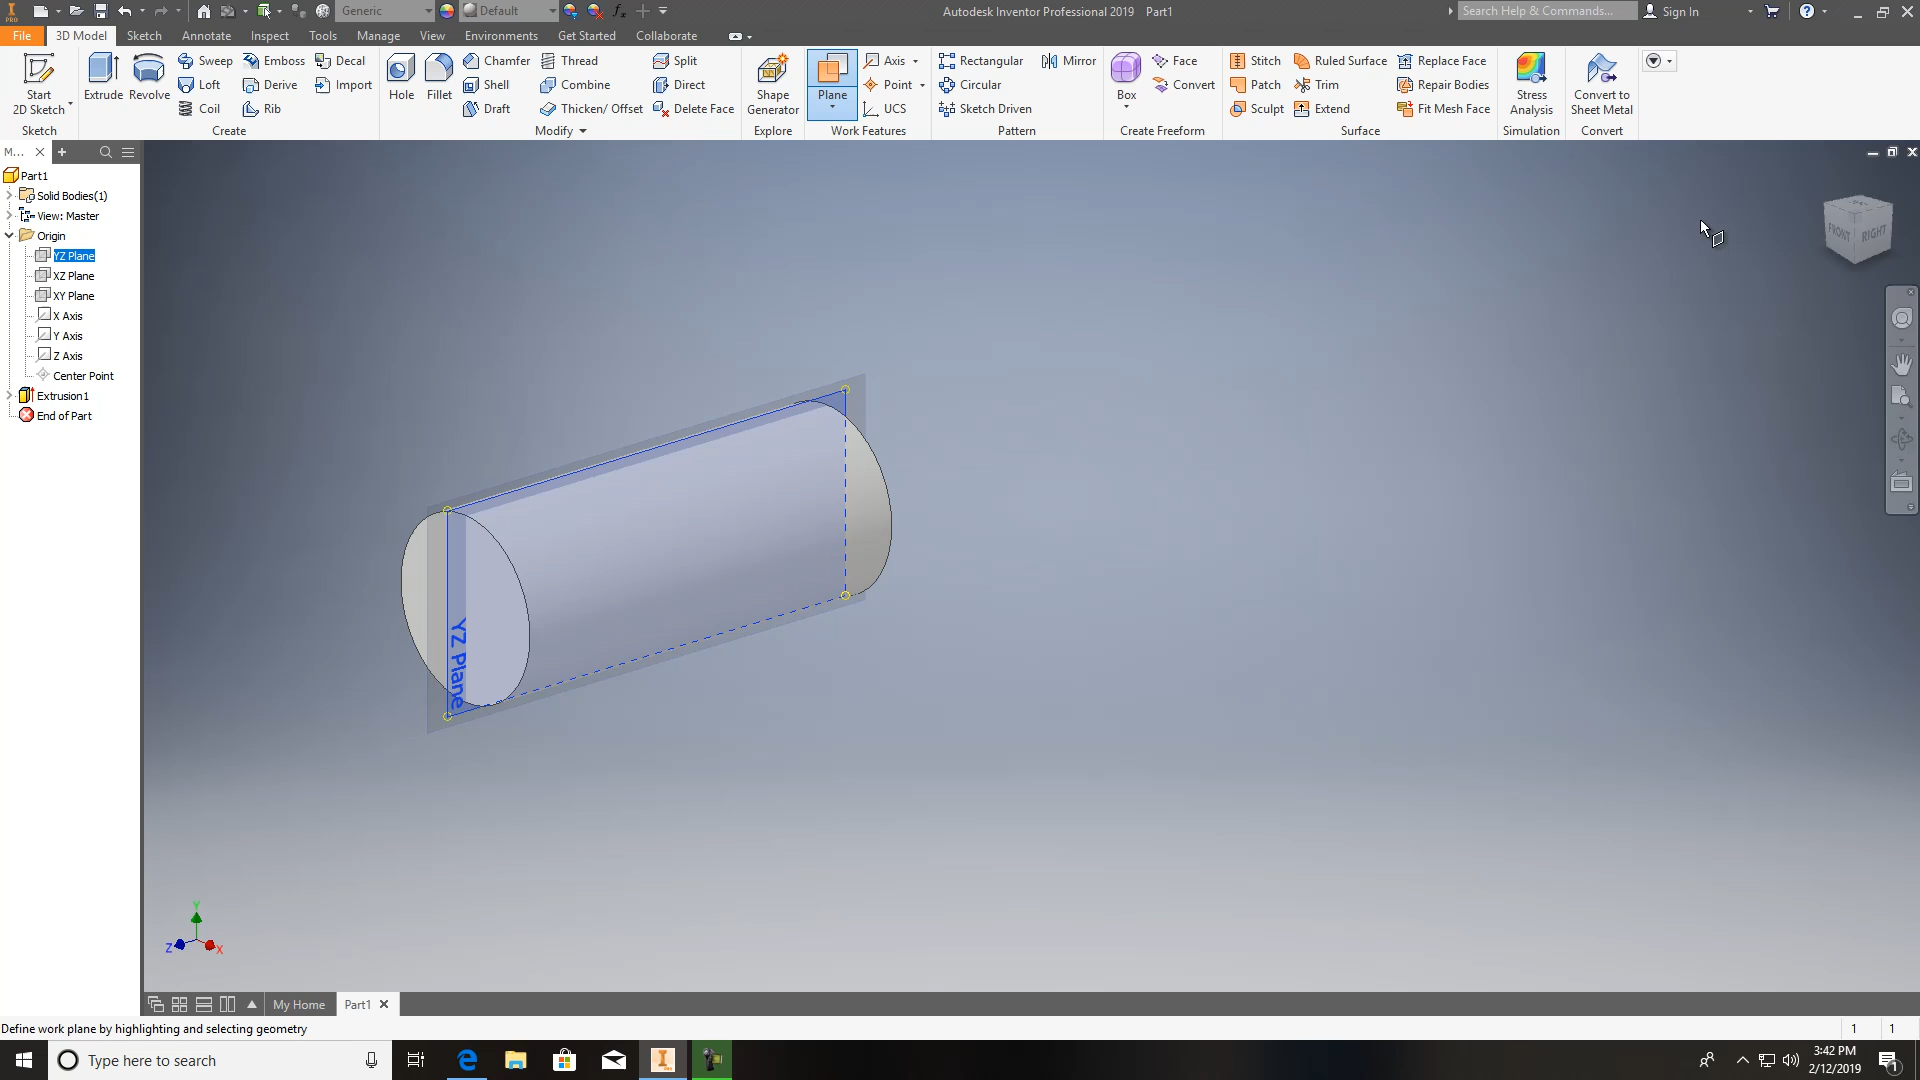 Generic
Default
Autodesk Inventor Professional 2019 Part1
Search Help & Commands...
Sign In
File
3D Model
Sketch
Annotate
Inspect
Tools
Manage
View
Environments
Get Started
Collaborate
Start
2D Sketch
Sketch
Extrude
Revolve
Sweep
Loft
Coil
Emboss
Derive
Rib
Decal
Import
Create
Hole
Fillet
Chamfer
Shell
Draft
Thread
Combine
Thicken/ Offset
Split
Direct
Delete Face
Modify
Shape
Generator
Explore
Plane
Axis
Point
UCS
Work Features
Rectangular
Circular
Sketch Driven
Mirror
Pattern
Box
Face
Convert
Create Freeform
Stitch
Patch
Sculpt
Ruled Surface
Trim
Extend
Replace Face
Repair Bodies
Fit Mesh Face
Surface
Stress
Analysis
Simulation
Convert to
Sheet Metal
Convert
M...
Part1
Solid Bodies(1)
View: Master
Origin
YZ Plane
XZ Plane
XY Plane
X Axis
Y Axis
Z Axis
Center Point
Extrusion1
End of Part
FRONT
RIGHT
YZ Plane
Y
Z
X
My Home
Part1
Define work plane by highlighting and selecting geometry
1 1
Type here to search
3:42 PM
2/12/2019
1